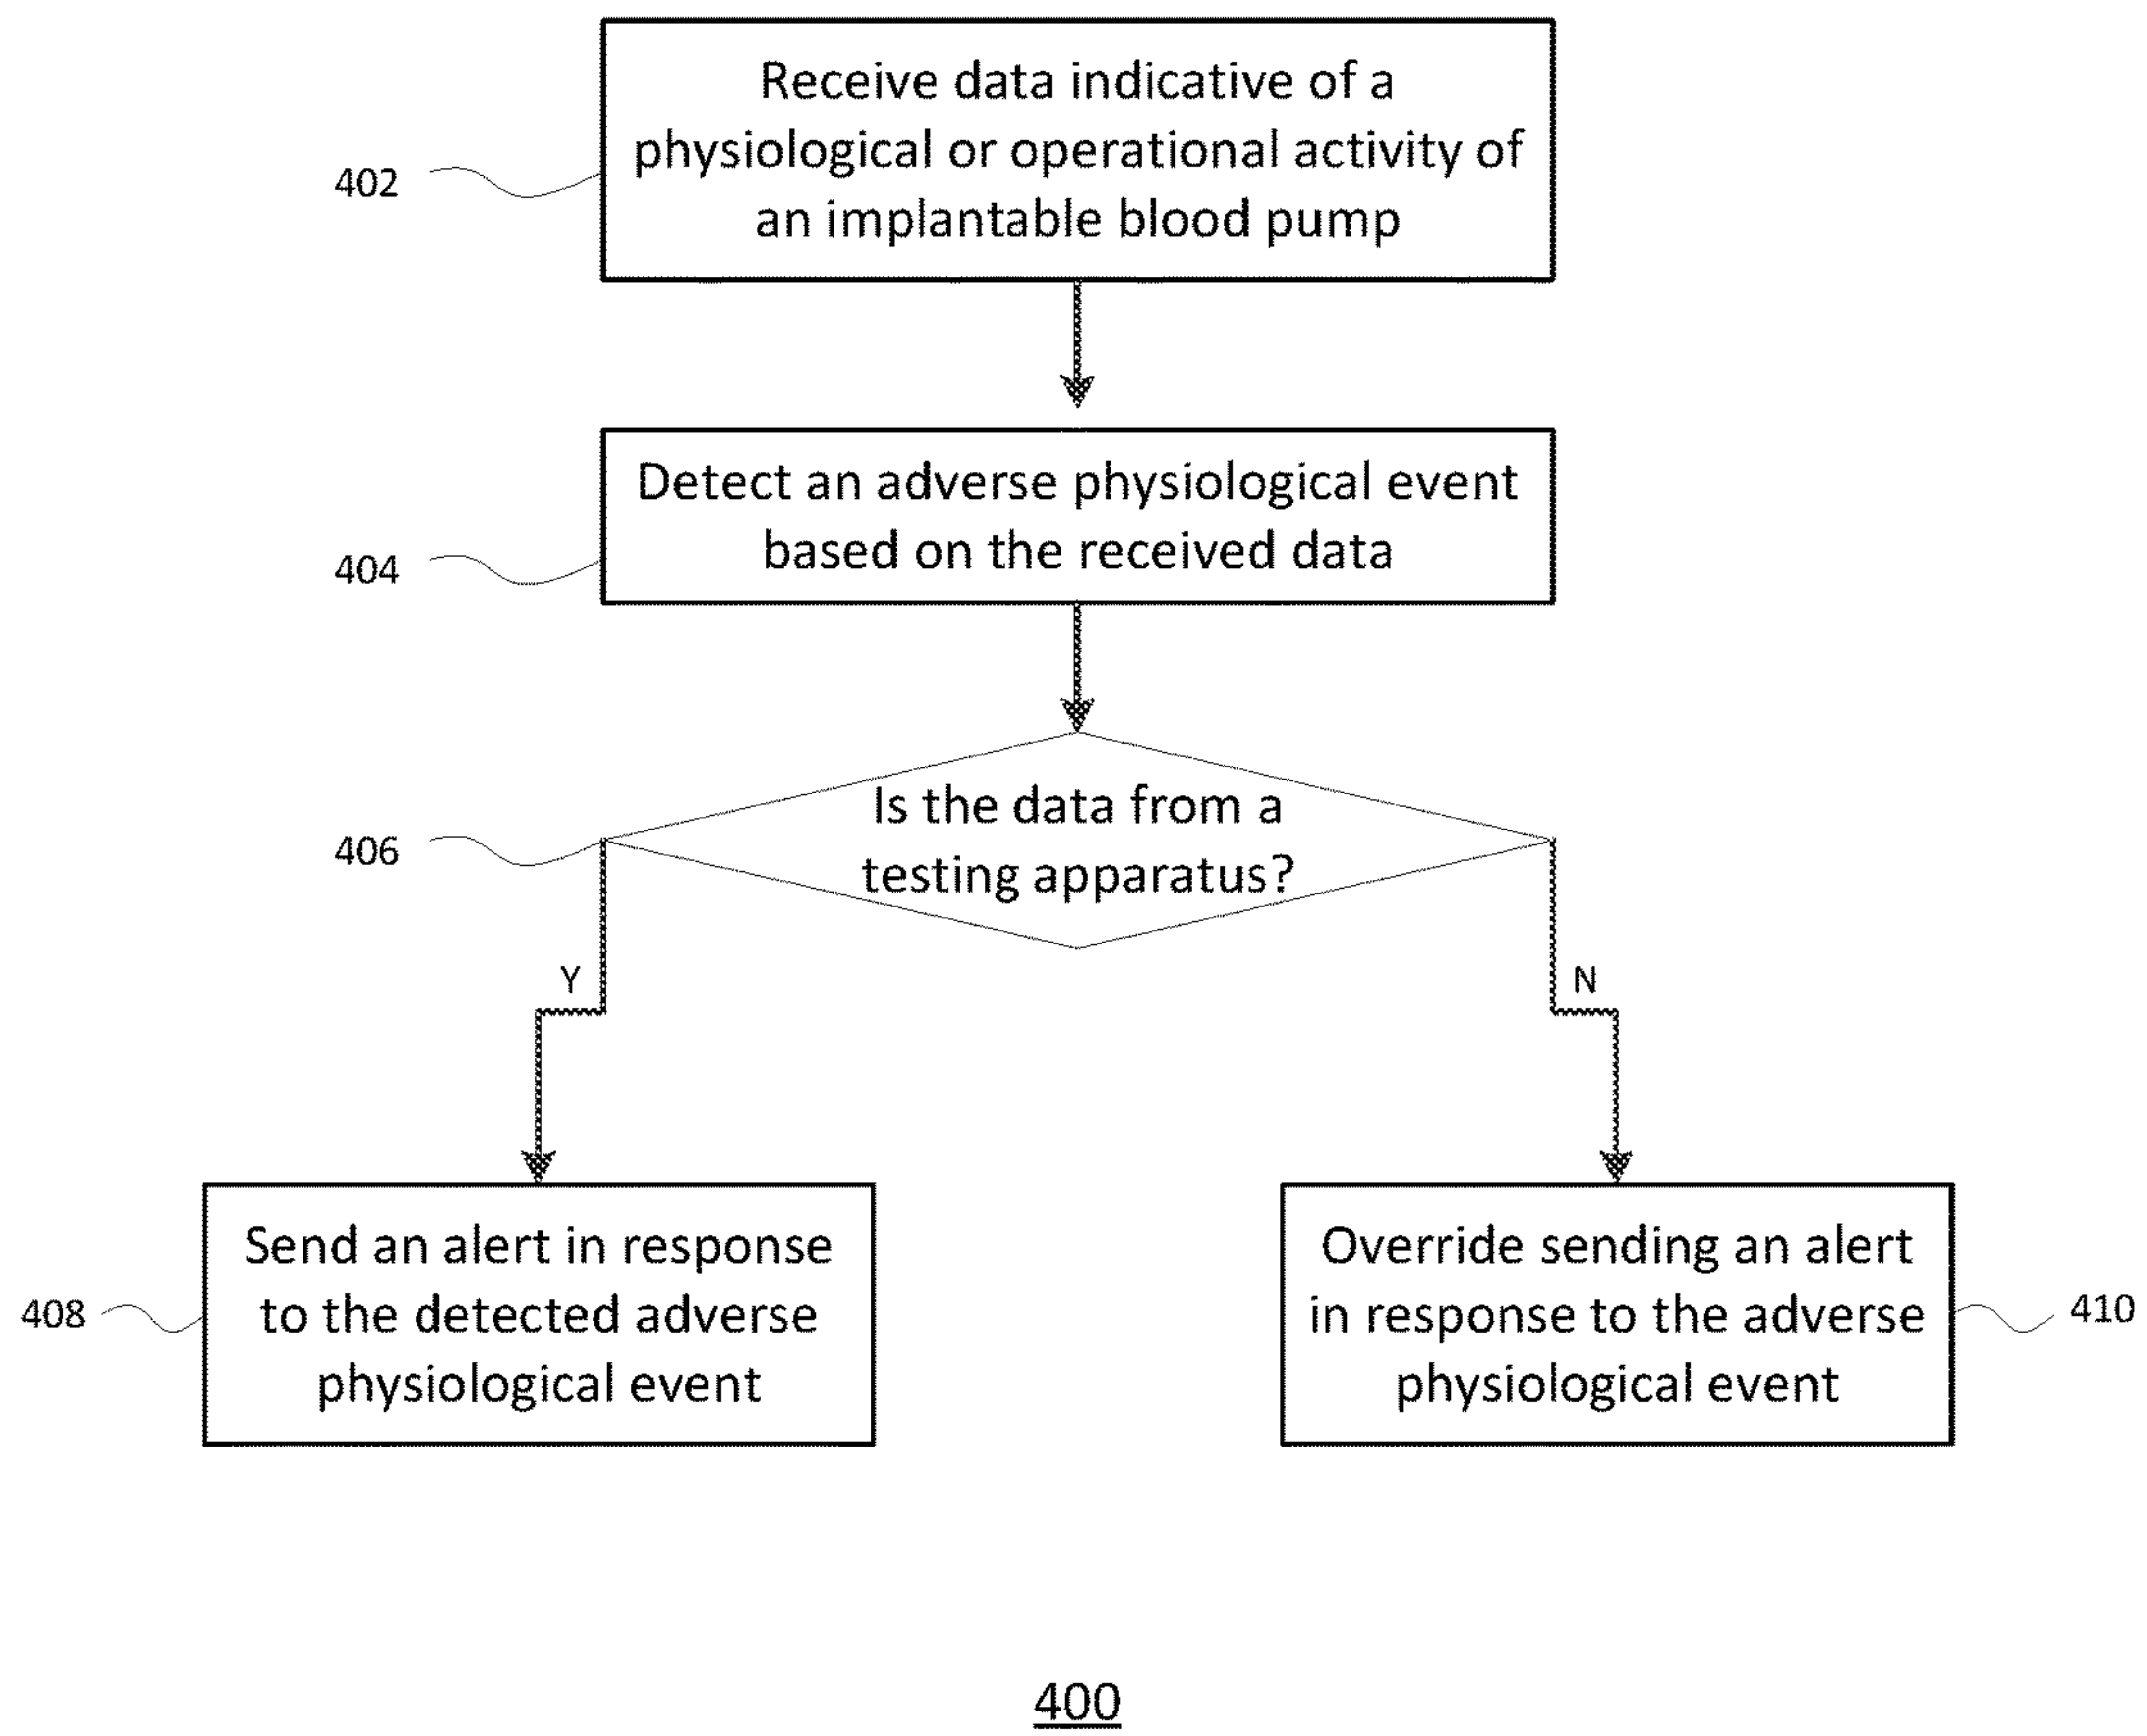 Receive data indicative of a
physiological or operational activity of
an implantable blood pump
402
Detect an adverse physiological event
based on the received data
404
Is the data from a
testing apparatus?
406
Y
N
Send an alert in response
to the detected adverse
physiological event
408
Override sending an alert
in response to the adverse
physiological event
410
400